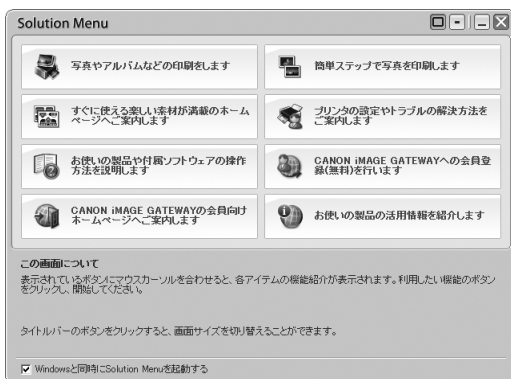 Solution Menu
写真やアルバムなどの印刷をします
簡単ステップで写真を印刷します
すぐに使える楽しい素材が満載のホーム
ページへご案内します
プリンタの設定やトラブルの解決方法を
ご案内します
お使いの製品や付属ソフトウェアの操作
方法を説明します
CANON iMAGE GATEWAYへの会員登
録(無料)を行います
CANON iMAGE GATEWAYの会員向け
ホームページへご案内します
お使いの製品の活用情報を紹介します
この画面について
表示されているボタンにマウスカーソルを合わせると、各アイテムの機能紹介が表示されます。利用したい機能のボタン
をクリックし、開始してください。
タイトルバーのボタンをクリックすると、画面サイズを切り替えることができます。
Windowsと同時にSolution Menuを起動する